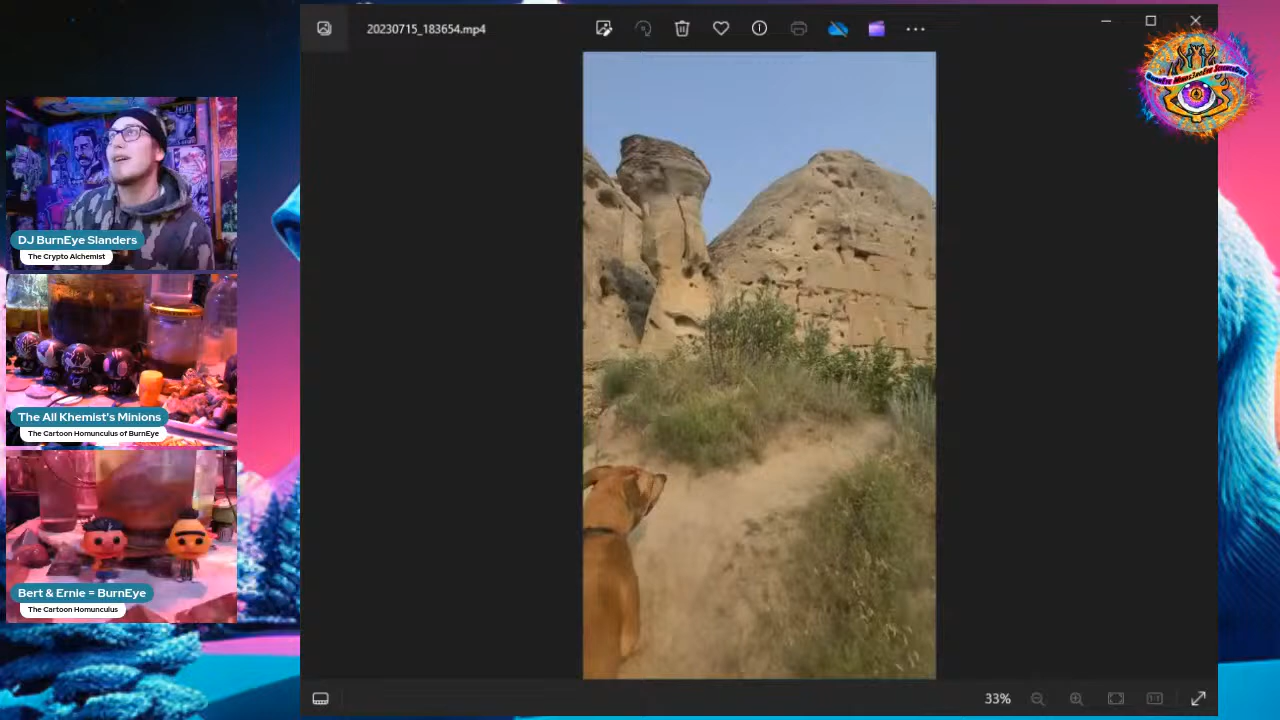 20230715_183654.mp4
DJ BurnEye Slanders
The Crypto Alchemist
The All Khemist's Minions
The Cartoon Homunculus of BurnEye
Bert & Ernie = BurnEye
The Cartoon Homunculus
33%